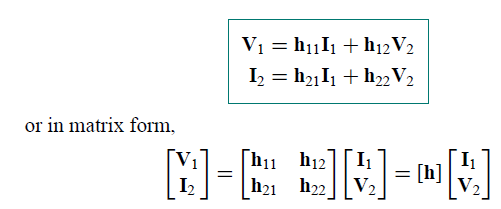 V₁ = h₁₁I₁ + h₁₂V₂
I₂ = h₂₁I₁ + h₂₂V₂
or in matrix form,
[V₁ I₂] = [h₁₁ h₁₂ h₂₁ h₂₂] [I₁ V₂] = [h] [I₁ V₂]